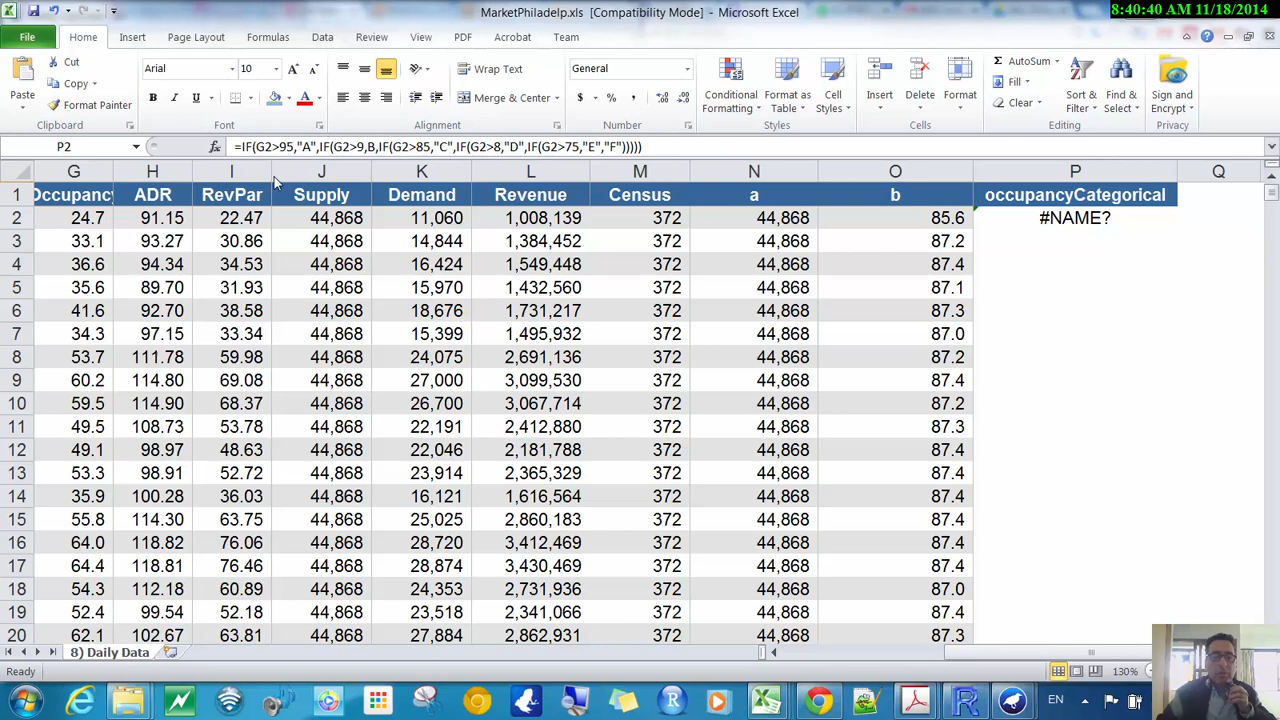 MarketPhiladelp.xls [Compatibility Mode] - Microsoft Excel
8:40:40 AM 11/18/2014
File Home Insert Page Layout Formulas Data Review View PDF Acrobat Team
Paste
Cut
Copy
Format Painter
Clipboard
Arial 10
B I U
Font
Wrap Text
Merge & Center
Alignment
General
$ % ,
Number
Conditional Formatting
Format as Table
Cell Styles
Styles
Insert Delete Format
Cells
AutoSum
Fill
Clear
Sort & Filter
Find & Select
Editing
Sign and Encrypt
Privacy
P2 fx =IF(G2>95,"A",IF(G2>9,B,IF(G2>85,"C",IF(G2>8,"D",IF(G2>75,"E","F")))))
G H I J K L M N O P Q
1 Occupancy ADR RevPar Supply Demand Revenue Census a b occupancyCategorical
2 24.7 91.15 22.47 44,868 11,060 1,008,139 372 44,868 85.6 #NAME?
3 33.1 93.27 30.86 44,868 14,844 1,384,452 372 44,868 87.2
4 36.6 94.34 34.53 44,868 16,424 1,549,448 372 44,868 87.4
5 35.6 89.70 31.93 44,868 15,970 1,432,560 372 44,868 87.1
6 41.6 92.70 38.58 44,868 18,676 1,731,217 372 44,868 87.3
7 34.3 97.15 33.34 44,868 15,399 1,495,932 372 44,868 87.0
8 53.7 111.78 59.98 44,868 24,075 2,691,136 372 44,868 87.2
9 60.2 114.80 69.08 44,868 27,000 3,099,530 372 44,868 87.4
10 59.5 114.90 68.37 44,868 26,700 3,067,714 372 44,868 87.2
11 49.5 108.73 53.78 44,868 22,191 2,412,880 372 44,868 87.3
12 49.1 98.97 48.63 44,868 22,046 2,181,788 372 44,868 87.4
13 53.3 98.91 52.72 44,868 23,914 2,365,329 372 44,868 87.4
14 35.9 100.28 36.03 44,868 16,121 1,616,564 372 44,868 87.4
15 55.8 114.30 63.75 44,868 25,025 2,860,183 372 44,868 87.4
16 64.0 118.82 76.06 44,868 28,720 3,412,469 372 44,868 87.4
17 64.4 118.81 76.46 44,868 28,874 3,430,469 372 44,868 87.4
18 54.3 112.18 60.89 44,868 24,353 2,731,936 372 44,868 87.0
19 52.4 99.54 52.18 44,868 23,518 2,341,066 372 44,868 87.4
20 62.1 102.67 63.81 44,868 27,884 2,862,931 372 44,868 87.3
8) Daily Data
Ready
130%
EN